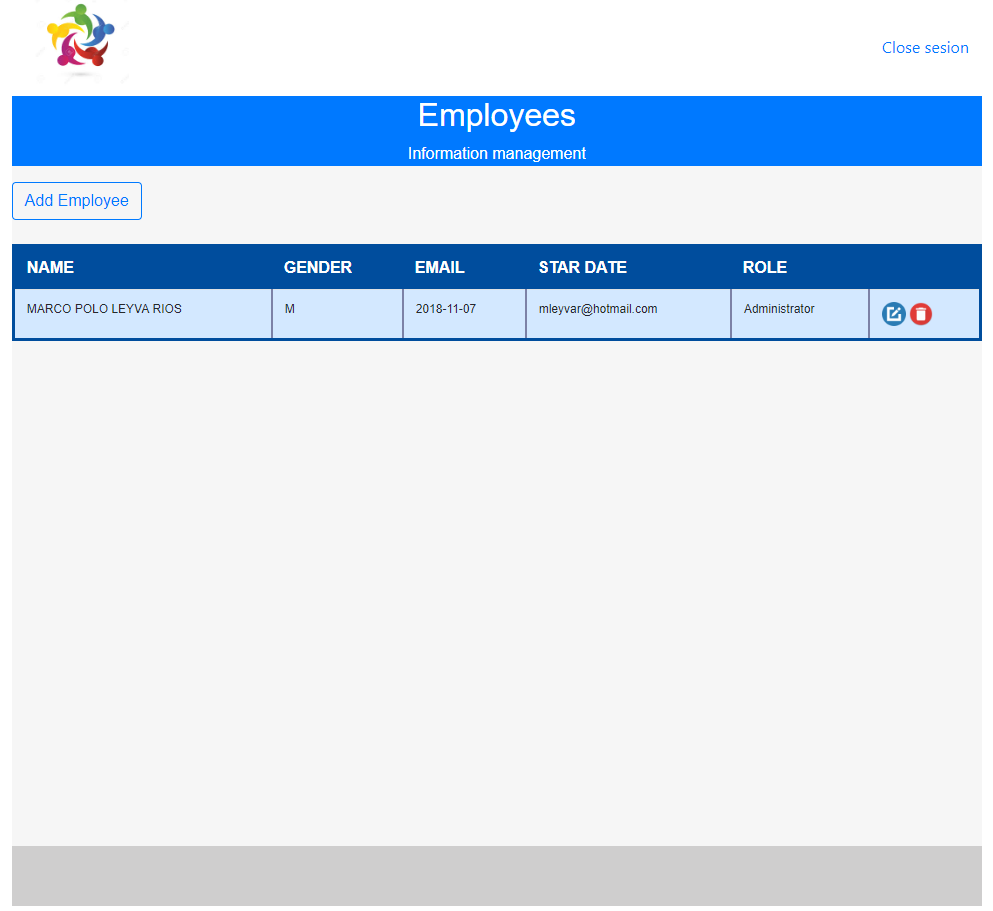 Close sesion
Employees
Information management
Add Employee
NAME GENDER EMAIL STAR DATE ROLE
MARCO POLO LEYVA RIOS M 2018-11-07 mleyvar@hotmail.com Administrator